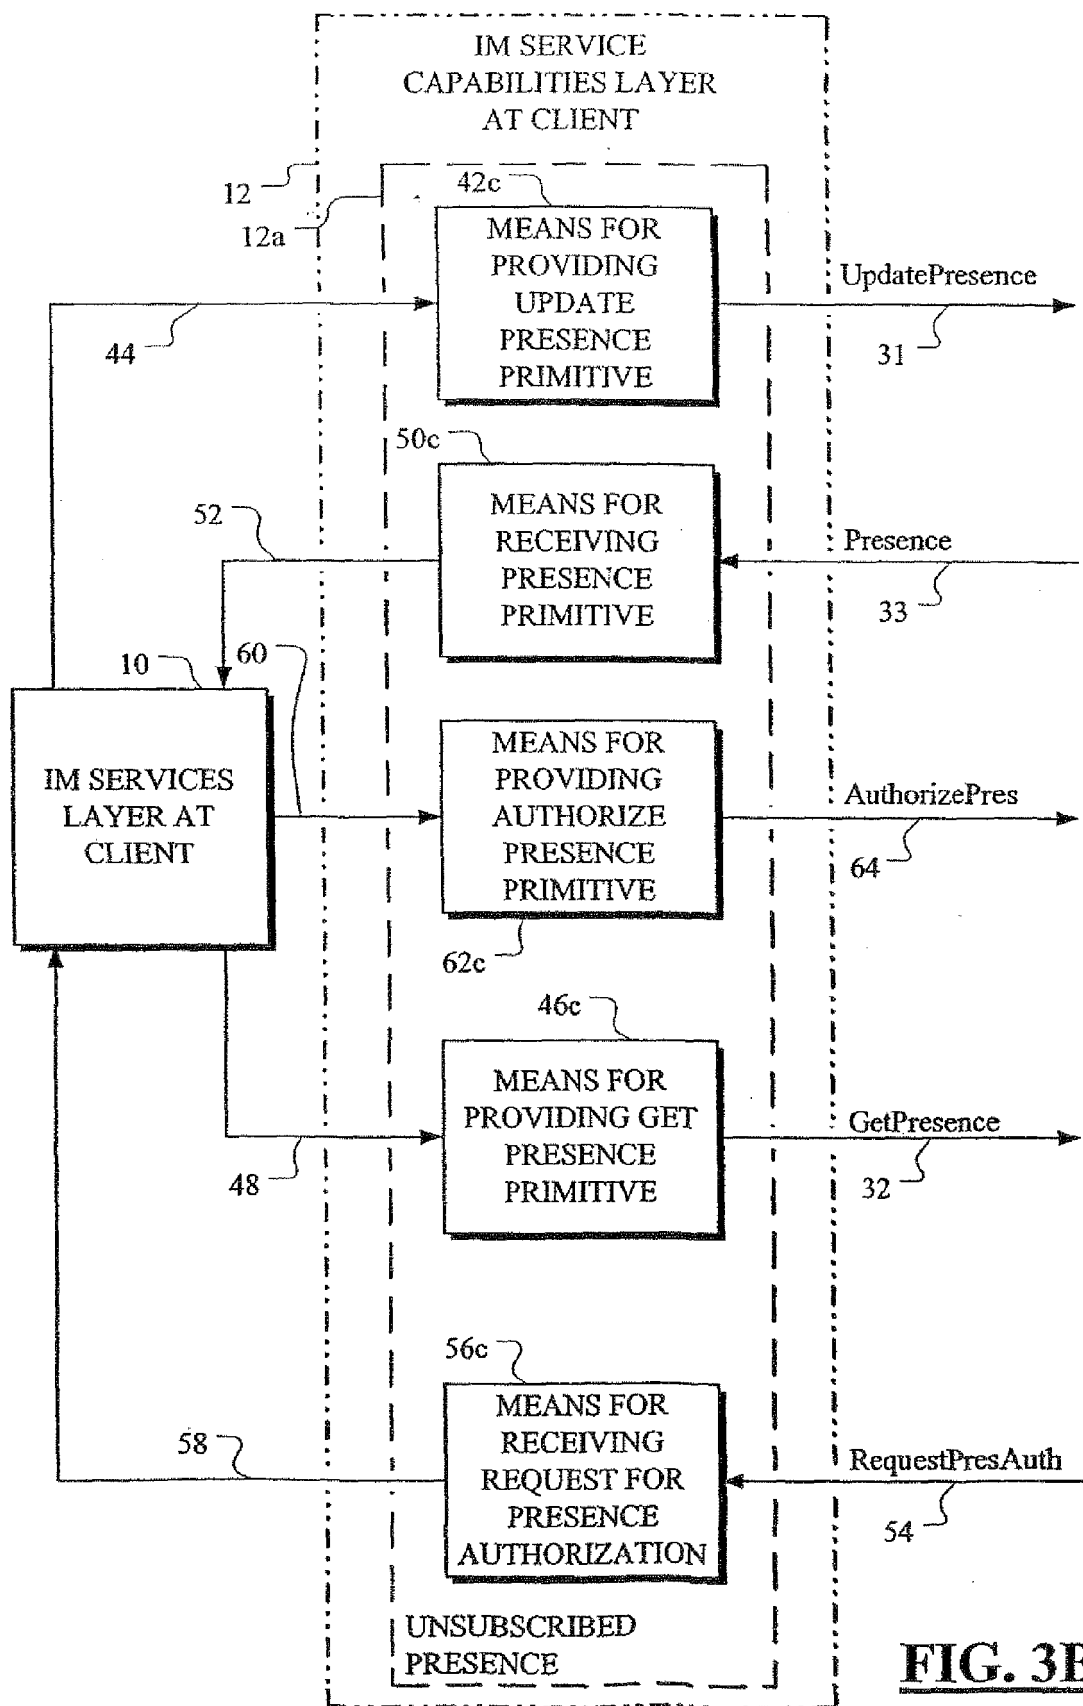 IM SERVICE
CAPABILITIES LAYER
AT CLIENT
12
12a
42c
MEANS FOR
PROVIDING
UPDATE
PRESENCE
PRIMITIVE
UpdatePresence
44
31
50c
MEANS FOR
RECEIVING
PRESENCE
PRIMITIVE
52
Presence
33
10
60
IM SERVICES
LAYER AT
CLIENT
MEANS FOR
PROVIDING
AUTHORIZE
PRESENCE
PRIMITIVE
AuthorizePres
64
62c
46c
MEANS FOR
PROVIDING GET
PRESENCE
PRIMITIVE
GetPresence
48
32
56c
MEANS FOR
RECEIVING
REQUEST FOR
PRESENCE
AUTHORIZATION
58
RequestPresAuth
54
UNSUBSCRIBED
PRESENCE
FIG. 3B